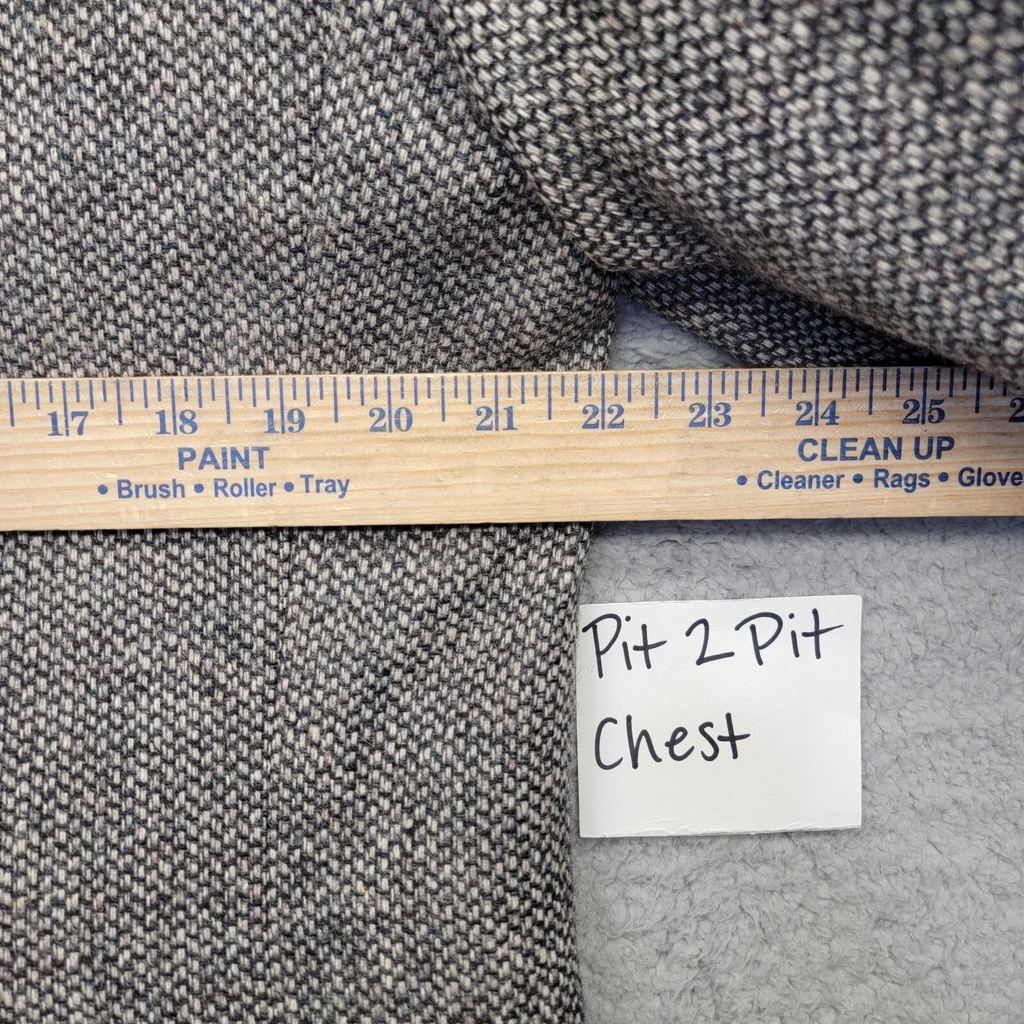 17 18 19 20 21 22 23 24 25 2
PAINT
• Brush • Roller • Tray
CLEAN UP
• Cleaner • Rags • Glove
Pit 2 Pit
Chest